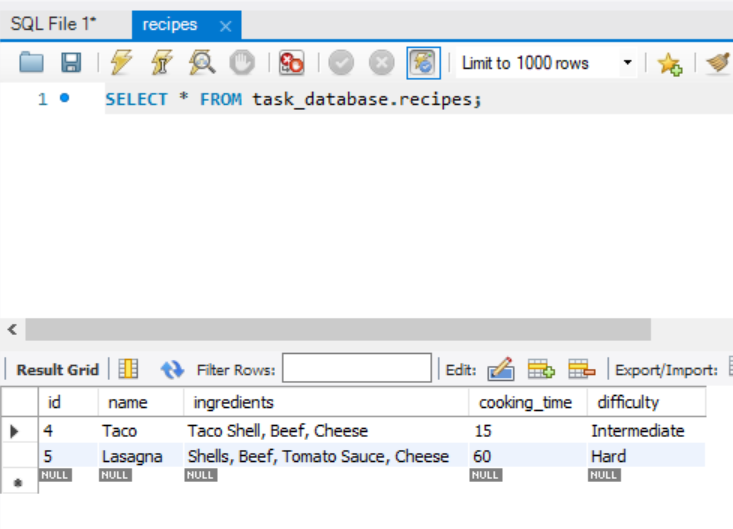 SQL File 1*
recipes
Limit to 1000 rows
1 SELECT * FROM task_database.recipes;
Result Grid Filter Rows: Edit: Export/Import:
id name ingredients cooking_time difficulty
4 Taco Taco Shell, Beef, Cheese 15 Intermediate
5 Lasagna Shells, Beef, Tomato Sauce, Cheese 60 Hard
NULL NULL NULL NULL NULL